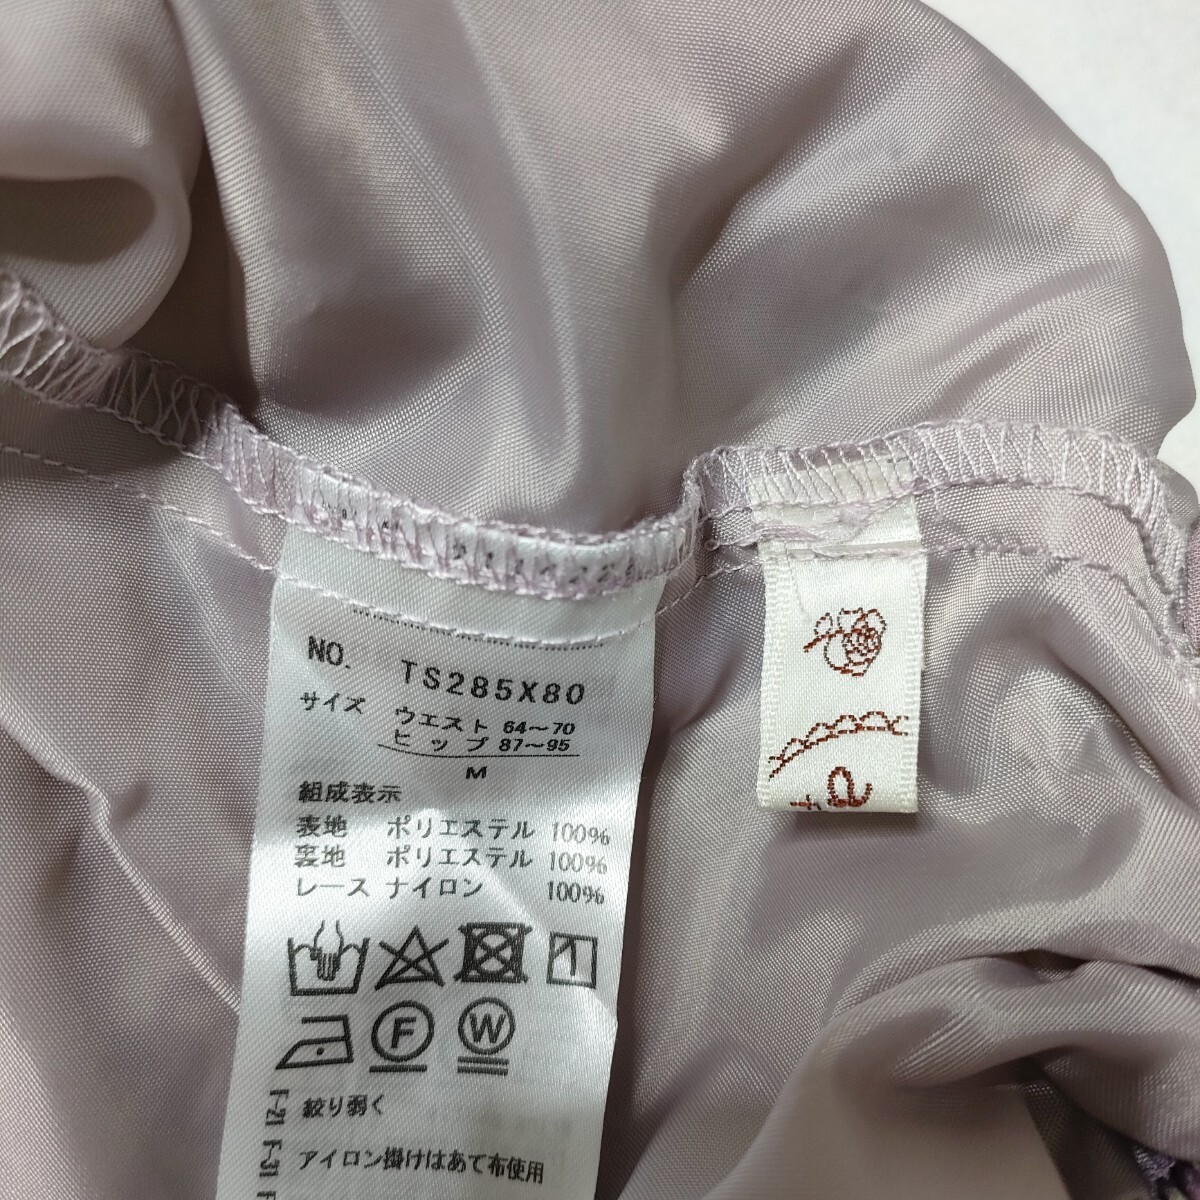 NO. TS285X80
サイズ ウエスト 64～70
ヒップ 87～95
M
組成表示
表地 ポリエステル 100%
裏地 ポリエステル 100%
レース ナイロン 100%
F
W
絞り弱く
アイロン掛けはあて布使用
F-21 F-31 F